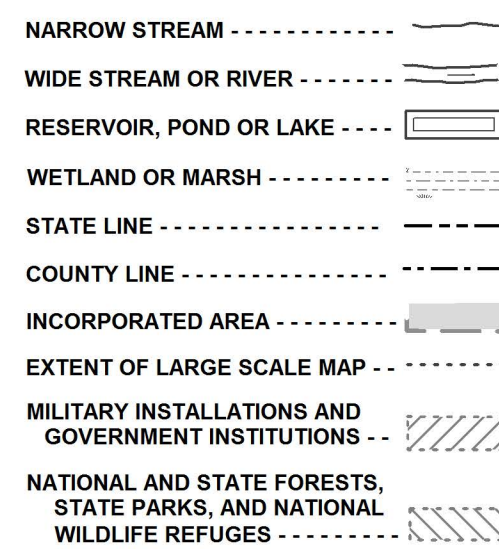 NARROW STREAM - - - - - - - - - - - -
WIDE STREAM OR RIVER - - - - - - -
RESERVOIR, POND OR LAKE - - - -
WETLAND OR MARSH - - - - - - - - -
STATE LINE - - - - - - - - - - - - - - - -
COUNTY LINE - - - - - - - - - - - - - - -
INCORPORATED AREA - - - - - - - - -
EXTENT OF LARGE SCALE MAP - -
MILITARY INSTALLATIONS AND
GOVERNMENT INSTITUTIONS - -
NATIONAL AND STATE FORESTS,
STATE PARKS, AND NATIONAL
WILDLIFE REFUGES - - - - - - - - -